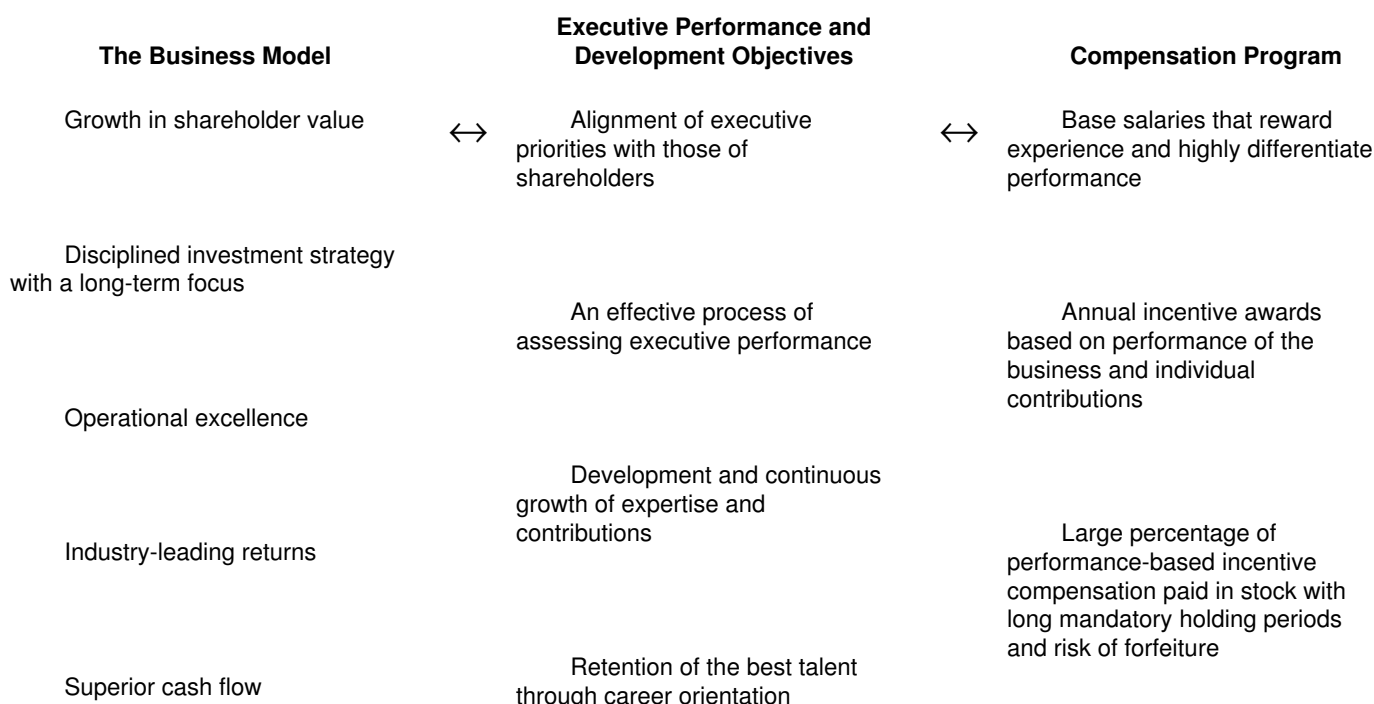 The Business Model
Executive Performance and
Development Objectives
Compensation Program
Growth in shareholder value
↔
Alignment of executive
priorities with those of
shareholders
↔
Base salaries that reward
experience and highly differentiate
performance
Disciplined investment strategy
with a long-term focus
An effective process of
assessing executive performance
Annual incentive awards
based on performance of the
business and individual
contributions
Operational excellence
Development and continuous
growth of expertise and
contributions
Industry-leading returns
Large percentage of
performance-based incentive
compensation paid in stock with
long mandatory holding periods
and risk of forfeiture
Superior cash flow
Retention of the best talent
through career orientation